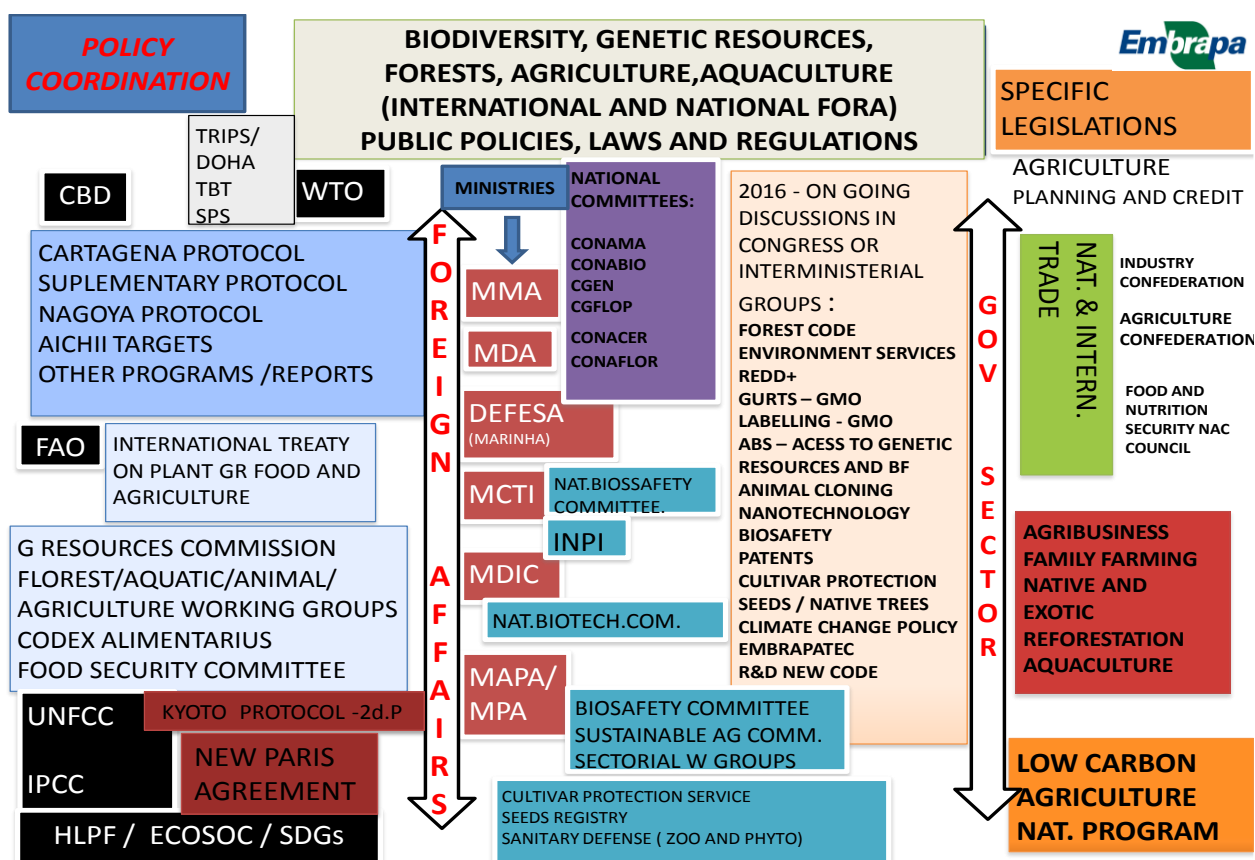 POLICY
COORDINATION
BIODIVERSITY, GENETIC RESOURCES,
FORESTS, AGRICULTURE,AQUACULTURE
(INTERNATIONAL AND NATIONAL FORA)
PUBLIC POLICIES, LAWS AND REGULATIONS
Embrapa
SPECIFIC
LEGISLATIONS
TRIPS/
DOHA
TBT
SPS
CBD
WTO
CARTAGENA PROTOCOL
SUPLEMENTARY PROTOCOL
NAGOYA PROTOCOL
AICHII TARGETS
OTHER PROGRAMS /REPORTS
FAO
INTERNATIONAL TREATY
ON PLANT GR FOOD AND
AGRICULTURE
G RESOURCES COMMISSION
FLOREST/AQUATIC/ANIMAL/
AGRICULTURE WORKING GROUPS
CODEX ALIMENTARIUS
FOOD SECURITY COMMITTEE
UNFCC
IPCC
KYOTO PROTOCOL -2d.P
NEW PARIS
AGREEMENT
HLPF / ECOSOC / SDGs
FOREIGN AFFAIRS
MINISTRIES
MMA
MDA
DEFESA
(MARINHA)
MCTI
MDIC
MAPA/
MPA
NATIONAL
COMMITTEES:
CONAMA
CONABIO
CGEN
CGFLOP
CONACER
CONAFLOR
NAT.BIOSSAFETY
COMMITTEE.
INPI
NAT.BIOTECH.COM.
BIOSAFETY COMMITTEE
SUSTAINABLE AG COMM.
SECTORIAL W GROUPS
CULTIVAR PROTECTION SERVICE
SEEDS REGISTRY
SANITARY DEFENSE ( ZOO AND PHYTO)
2016 - ON GOING
DISCUSSIONS IN
CONGRESS OR
INTERMINISTERIAL
GROUPS :
FOREST CODE
ENVIRONMENT SERVICES
REDD+
GURTS – GMO
LABELLING - GMO
ABS – ACESS TO GENETIC
RESOURCES AND BF
ANIMAL CLONING
NANOTECHNOLOGY
BIOSAFETY
PATENTS
CULTIVAR PROTECTION
SEEDS / NATIVE TREES
CLIMATE CHANGE POLICY
EMBRAPATEC
R&D NEW CODE
GOV SECTOR
AGRICULTURE
PLANNING AND CREDIT
NAT. & INTERN.
TRADE
INDUSTRY
CONFEDERATION
AGRICULTURE
CONFEDERATION
FOOD AND
NUTRITION
SECURITY NAC
COUNCIL
AGRIBUSINESS
FAMILY FARMING
NATIVE AND
EXOTIC
REFORESTATION
AQUACULTURE
LOW CARBON
AGRICULTURE
NAT. PROGRAM